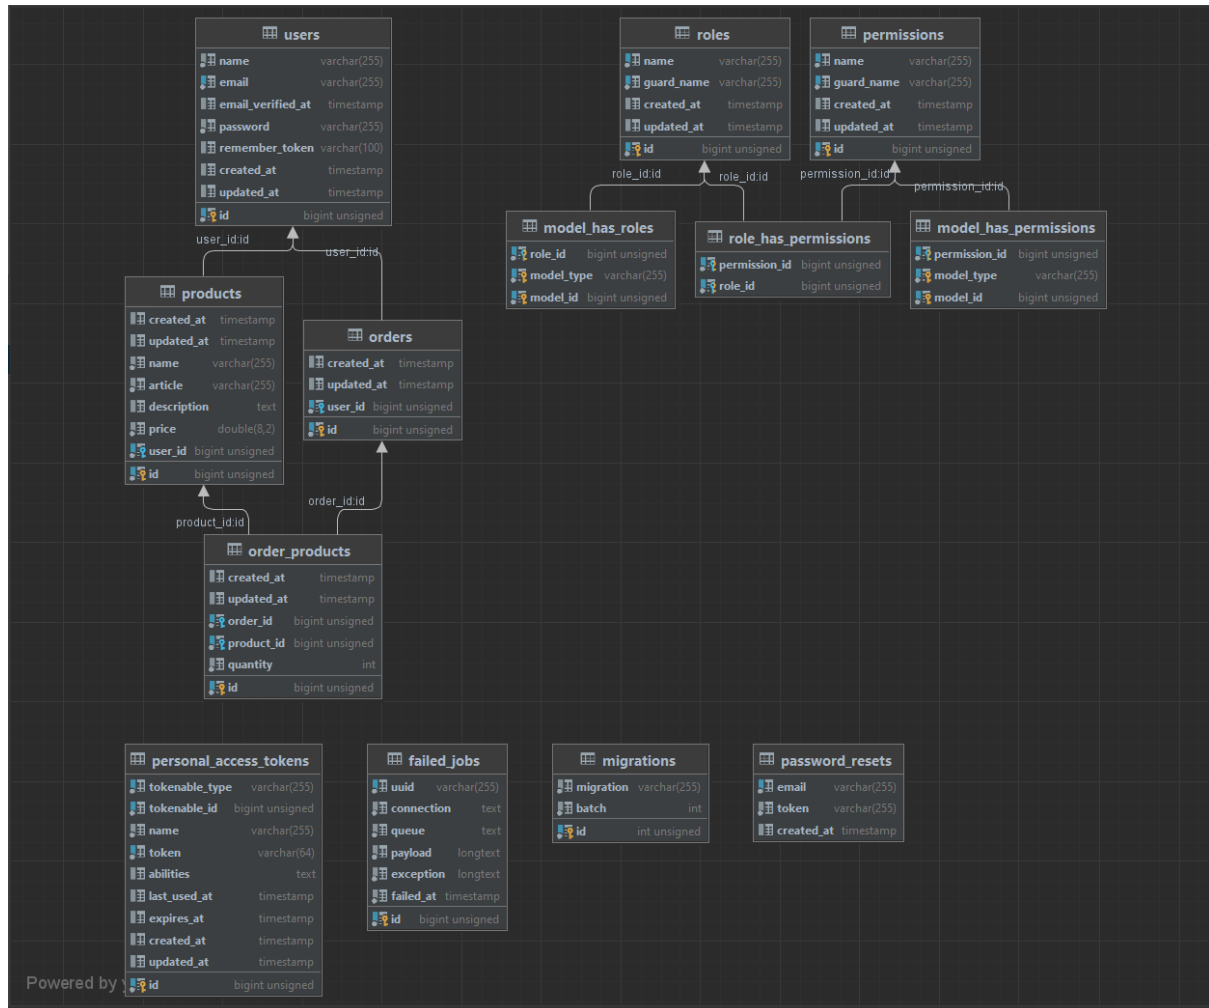 users
name varchar(255)
email varchar(255)
email_verified_at timestamp
password varchar(255)
remember_token varchar(100)
created_at timestamp
updated_at timestamp
id bigint unsigned
roles
name varchar(255)
guard_name varchar(255)
created_at timestamp
updated_at timestamp
id bigint unsigned
permissions
name varchar(255)
guard_name varchar(255)
created_at timestamp
updated_at timestamp
id bigint unsigned
user_id:id
user_id:id
role_id:id
role_id:id
permission_id:id
permission_id:id
model_has_roles
role_id bigint unsigned
model_type varchar(255)
model_id bigint unsigned
role_has_permissions
permission_id bigint unsigned
role_id bigint unsigned
model_has_permissions
permission_id bigint unsigned
model_type varchar(255)
model_id bigint unsigned
products
created_at timestamp
updated_at timestamp
name varchar(255)
article varchar(255)
description text
price double(8,2)
user_id bigint unsigned
id bigint unsigned
orders
created_at timestamp
updated_at timestamp
user_id bigint unsigned
id bigint unsigned
order_id:id
product_id:id
order_products
created_at timestamp
updated_at timestamp
order_id bigint unsigned
product_id bigint unsigned
quantity int
id bigint unsigned
personal_access_tokens
tokenable_type varchar(255)
tokenable_id bigint unsigned
name varchar(255)
token varchar(64)
abilities text
last_used_at timestamp
expires_at timestamp
created_at timestamp
updated_at timestamp
id bigint unsigned
failed_jobs
uuid varchar(255)
connection text
queue text
payload longtext
exception longtext
failed_at timestamp
id bigint unsigned
migrations
migration varchar(255)
batch int
id int unsigned
password_resets
email varchar(255)
token varchar(255)
created_at timestamp
Powered by